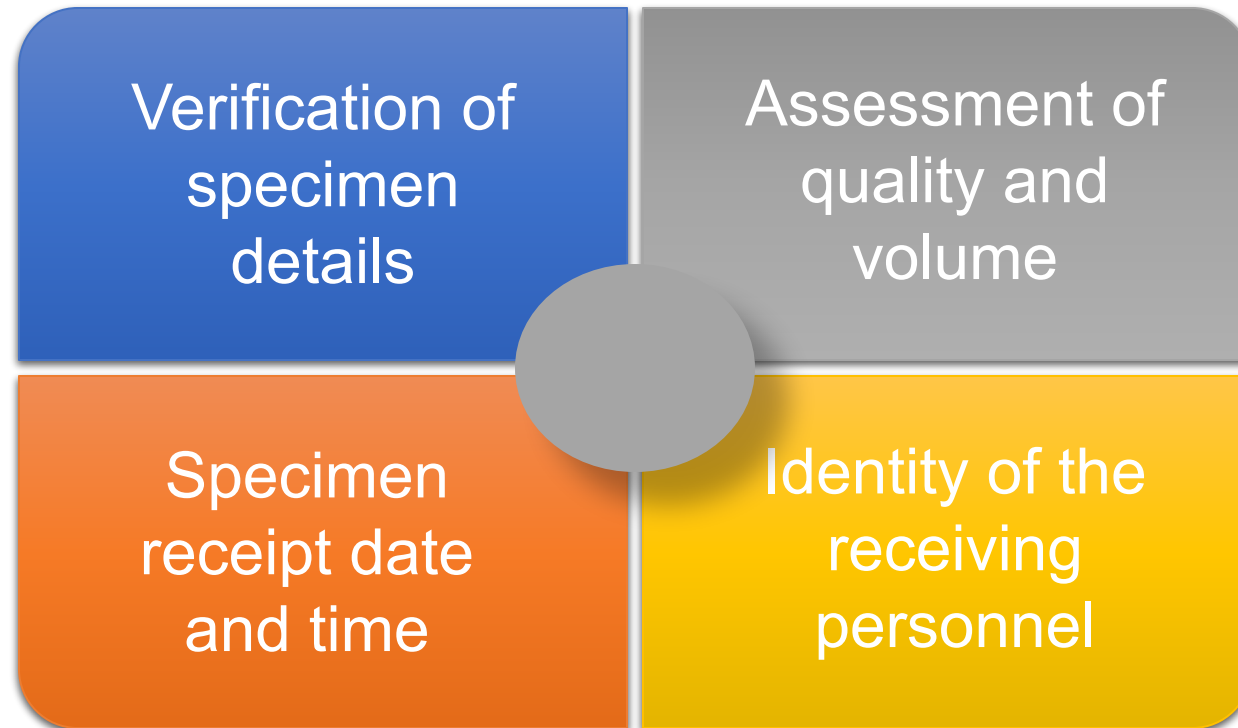 Verification of
specimen
details
Assessment of
quality and
volume
Specimen
receipt date
and time
Identity of the
receiving
personnel